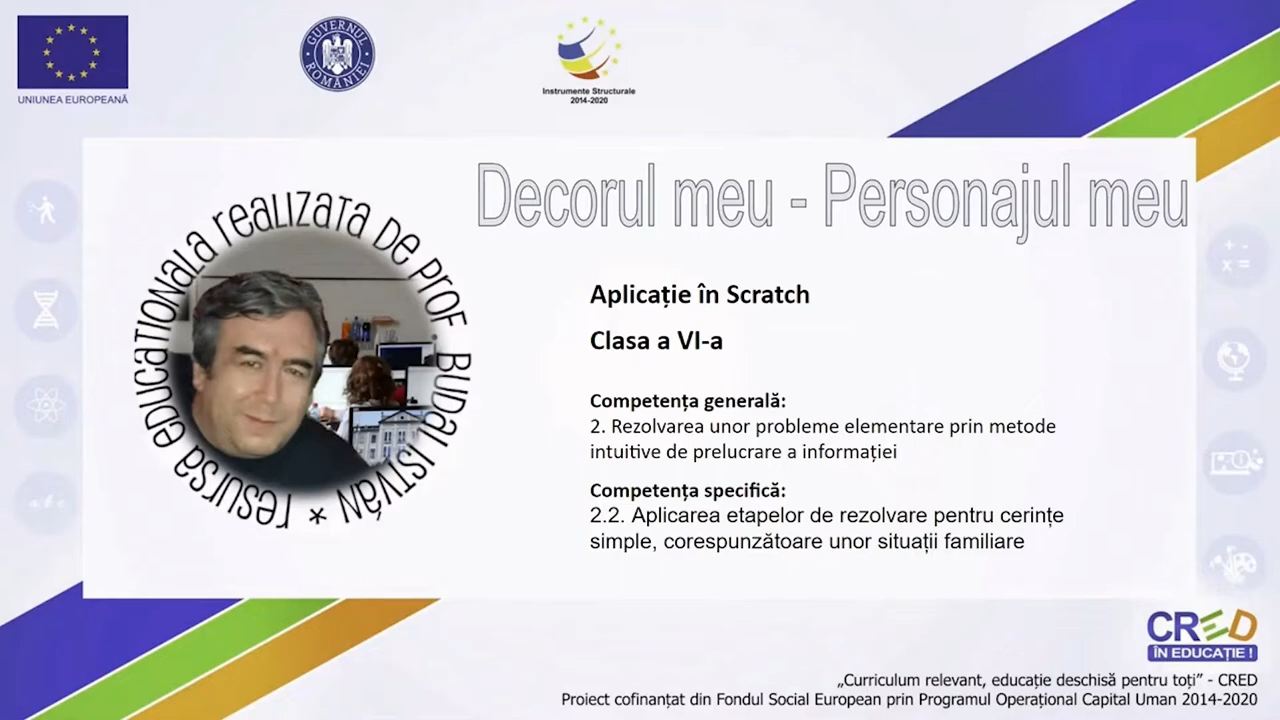 UNIUNEA EUROPEANĂ
GUVERNUL ROMÂNIEI
Instrumente Structurale
2014-2020
Decorul meu - Personajul meu
resursa educationala realizata de prof. Budai István *
Aplicație în Scratch
Clasa a VI-a
Competența generală:
2. Rezolvarea unor probleme elementare prin metode
intuitive de prelucrare a informației
Competența specifică:
2.2. Aplicarea etapelor de rezolvare pentru cerințe
simple, corespunzătoare unor situații familiare
CRED
ÎN EDUCAȚIE !
„Curriculum relevant, educație deschisă pentru toți” - CRED
Proiect cofinanțat din Fondul Social European prin Programul Operațional Capital Uman 2014-2020